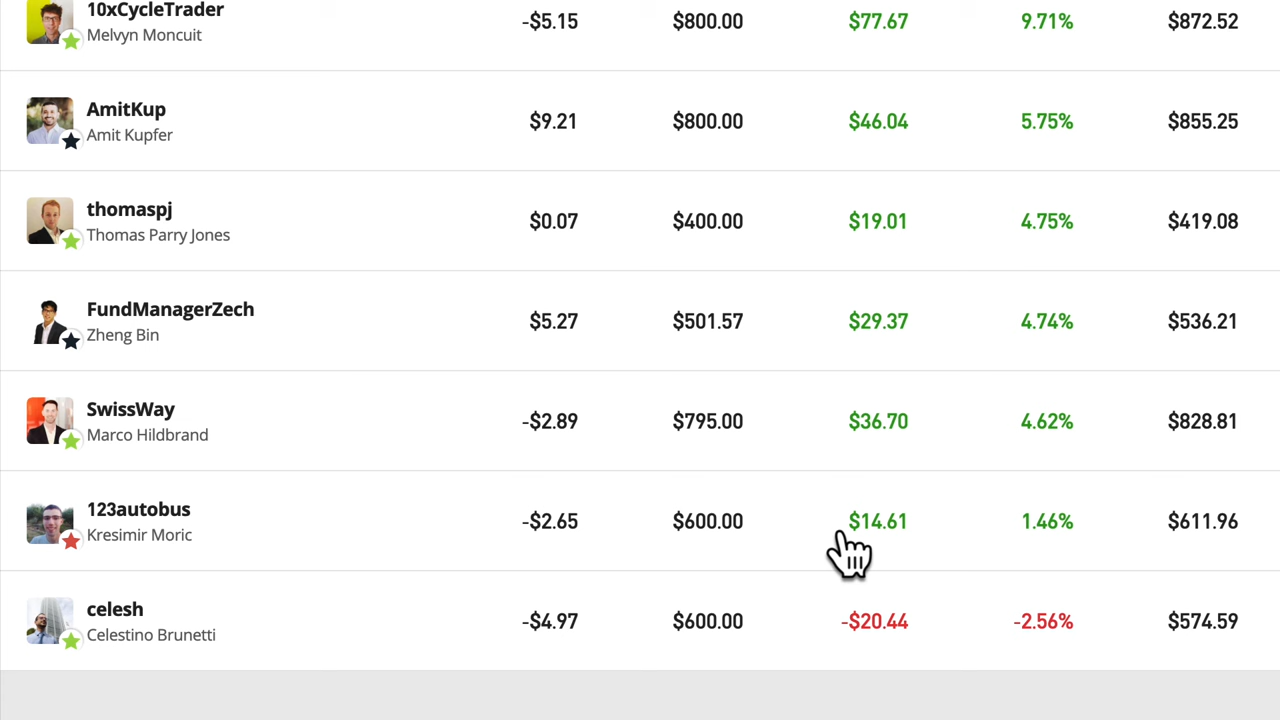 10xCycleTrader
Melvyn Moncuit
-$5.15 $800.00 $77.67 9.71% $872.52
AmitKup
Amit Kupfer
$9.21 $800.00 $46.04 5.75% $855.25
thomaspj
Thomas Parry Jones
$0.07 $400.00 $19.01 4.75% $419.08
FundManagerZech
Zheng Bin
$5.27 $501.57 $29.37 4.74% $536.21
SwissWay
Marco Hildbrand
-$2.89 $795.00 $36.70 4.62% $828.81
123autobus
Kresimir Moric
-$2.65 $600.00 $14.61 1.46% $611.96
celesh
Celestino Brunetti
-$4.97 $600.00 -$20.44 -2.56% $574.59